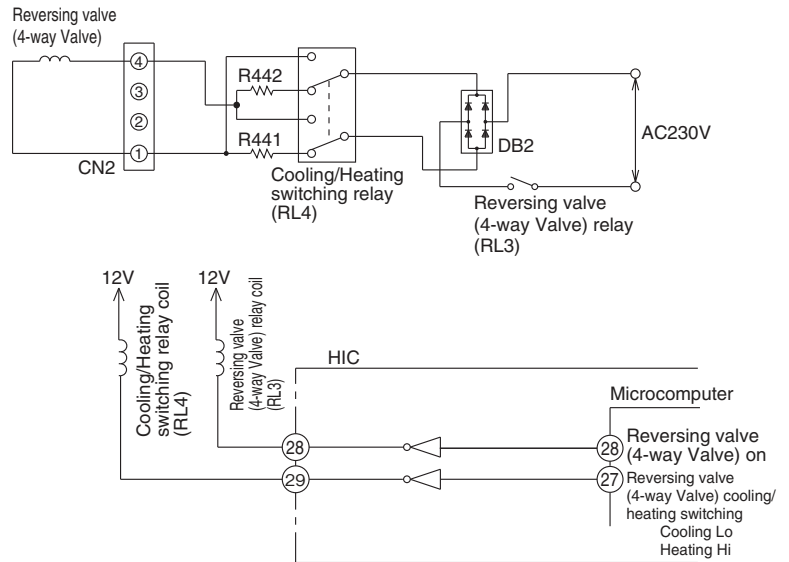 Reversing valve
(4-way Valve)
4
3
2
1
CN2
R442
R441
Cooling/Heating
switching relay
(RL4)
DB2
AC230V
Reversing valve
(4-way Valve) relay
(RL3)
12V
12V
Cooling/Heating
switching relay coil
(RL4)
Reversing valve
(4-way Valve) relay coil
(RL3)
HIC
Microcomputer
28
28
Reversing valve
(4-way Valve) on
29
27
Reversing valve
(4-way Valve) cooling/
heating switching
Cooling Lo
Heating Hi